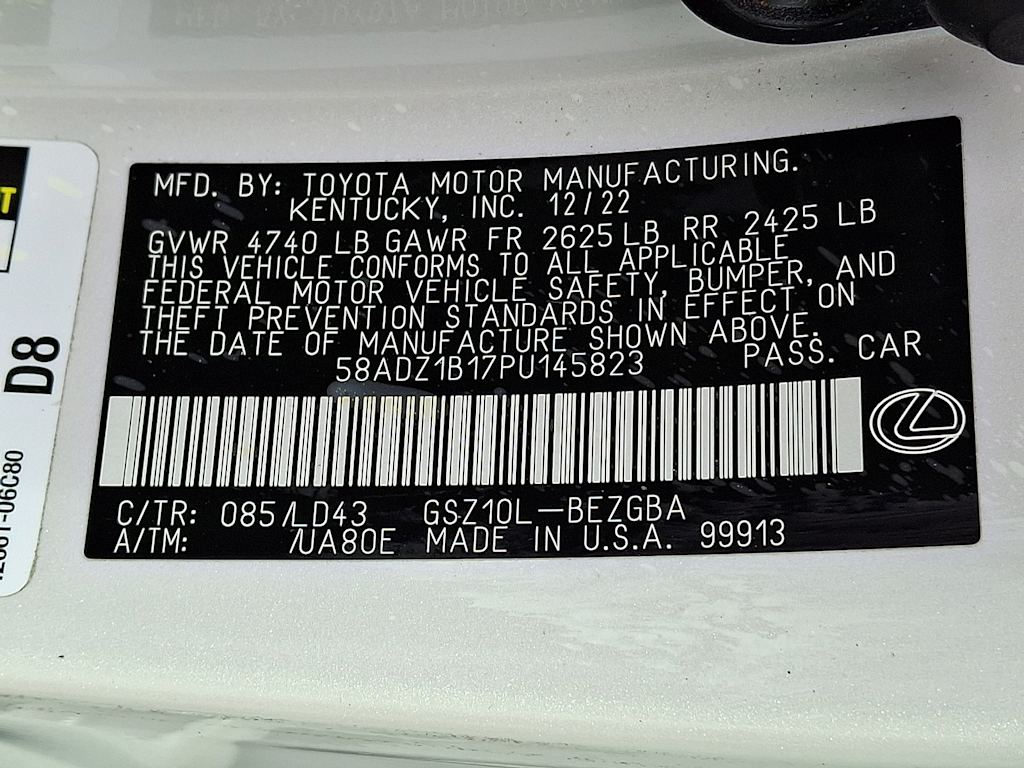 MFD. BY: TOYOTA MOTOR MANUFACTURING.
KENTUCKY, INC. 12/22
GVWR 4740 LB GAWR FR 2625 LB RR 2425 LB
THIS VEHICLE CONFORMS TO ALL APPLICABLE
FEDERAL MOTOR VEHICLE SAFETY, BUMPER, AND
THEFT PREVENTION STANDARDS IN EFFECT ON
THE DATE OF MANUFACTURE SHOWN ABOVE.
58ADZ1B17PU145823 PASS. CAR
C/TR: 085/LD43 GSZ10L-BEZGBA
A/TM: /UA80E MADE IN U.S.A. 99913
D8